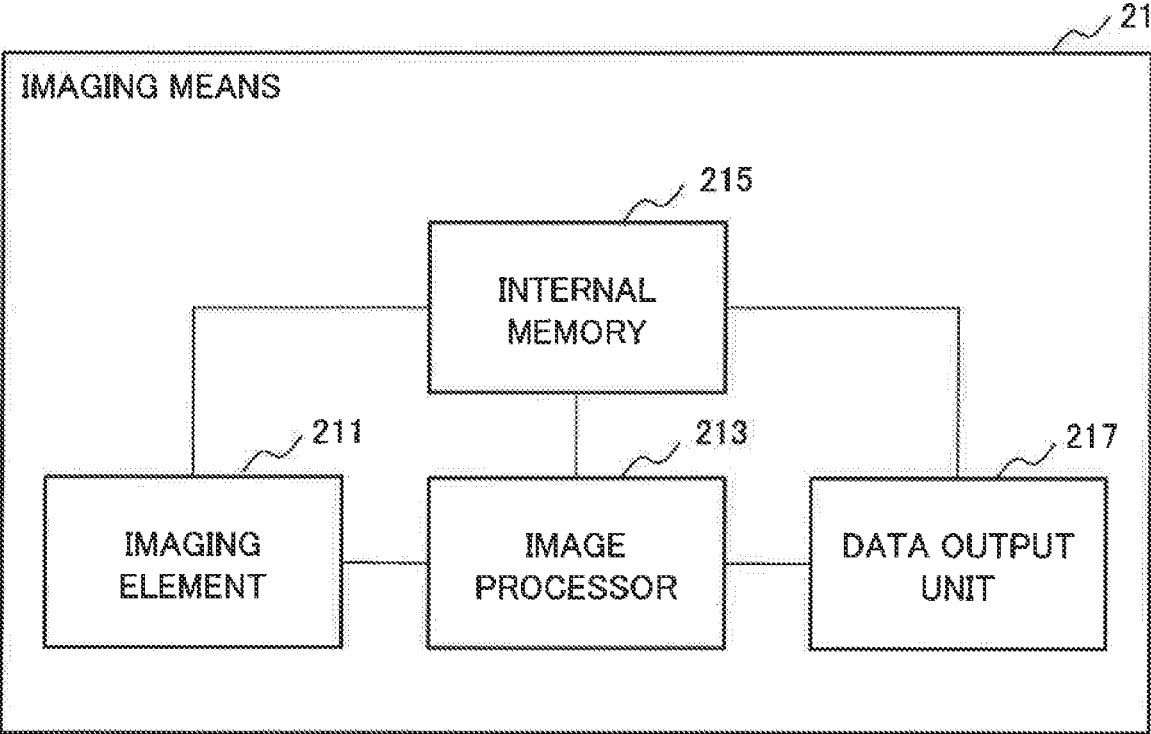 21
IMAGING MEANS
215
INTERNAL
MEMORY
211
213
217
IMAGING
ELEMENT
IMAGE
PROCESSOR
DATA OUTPUT
UNIT